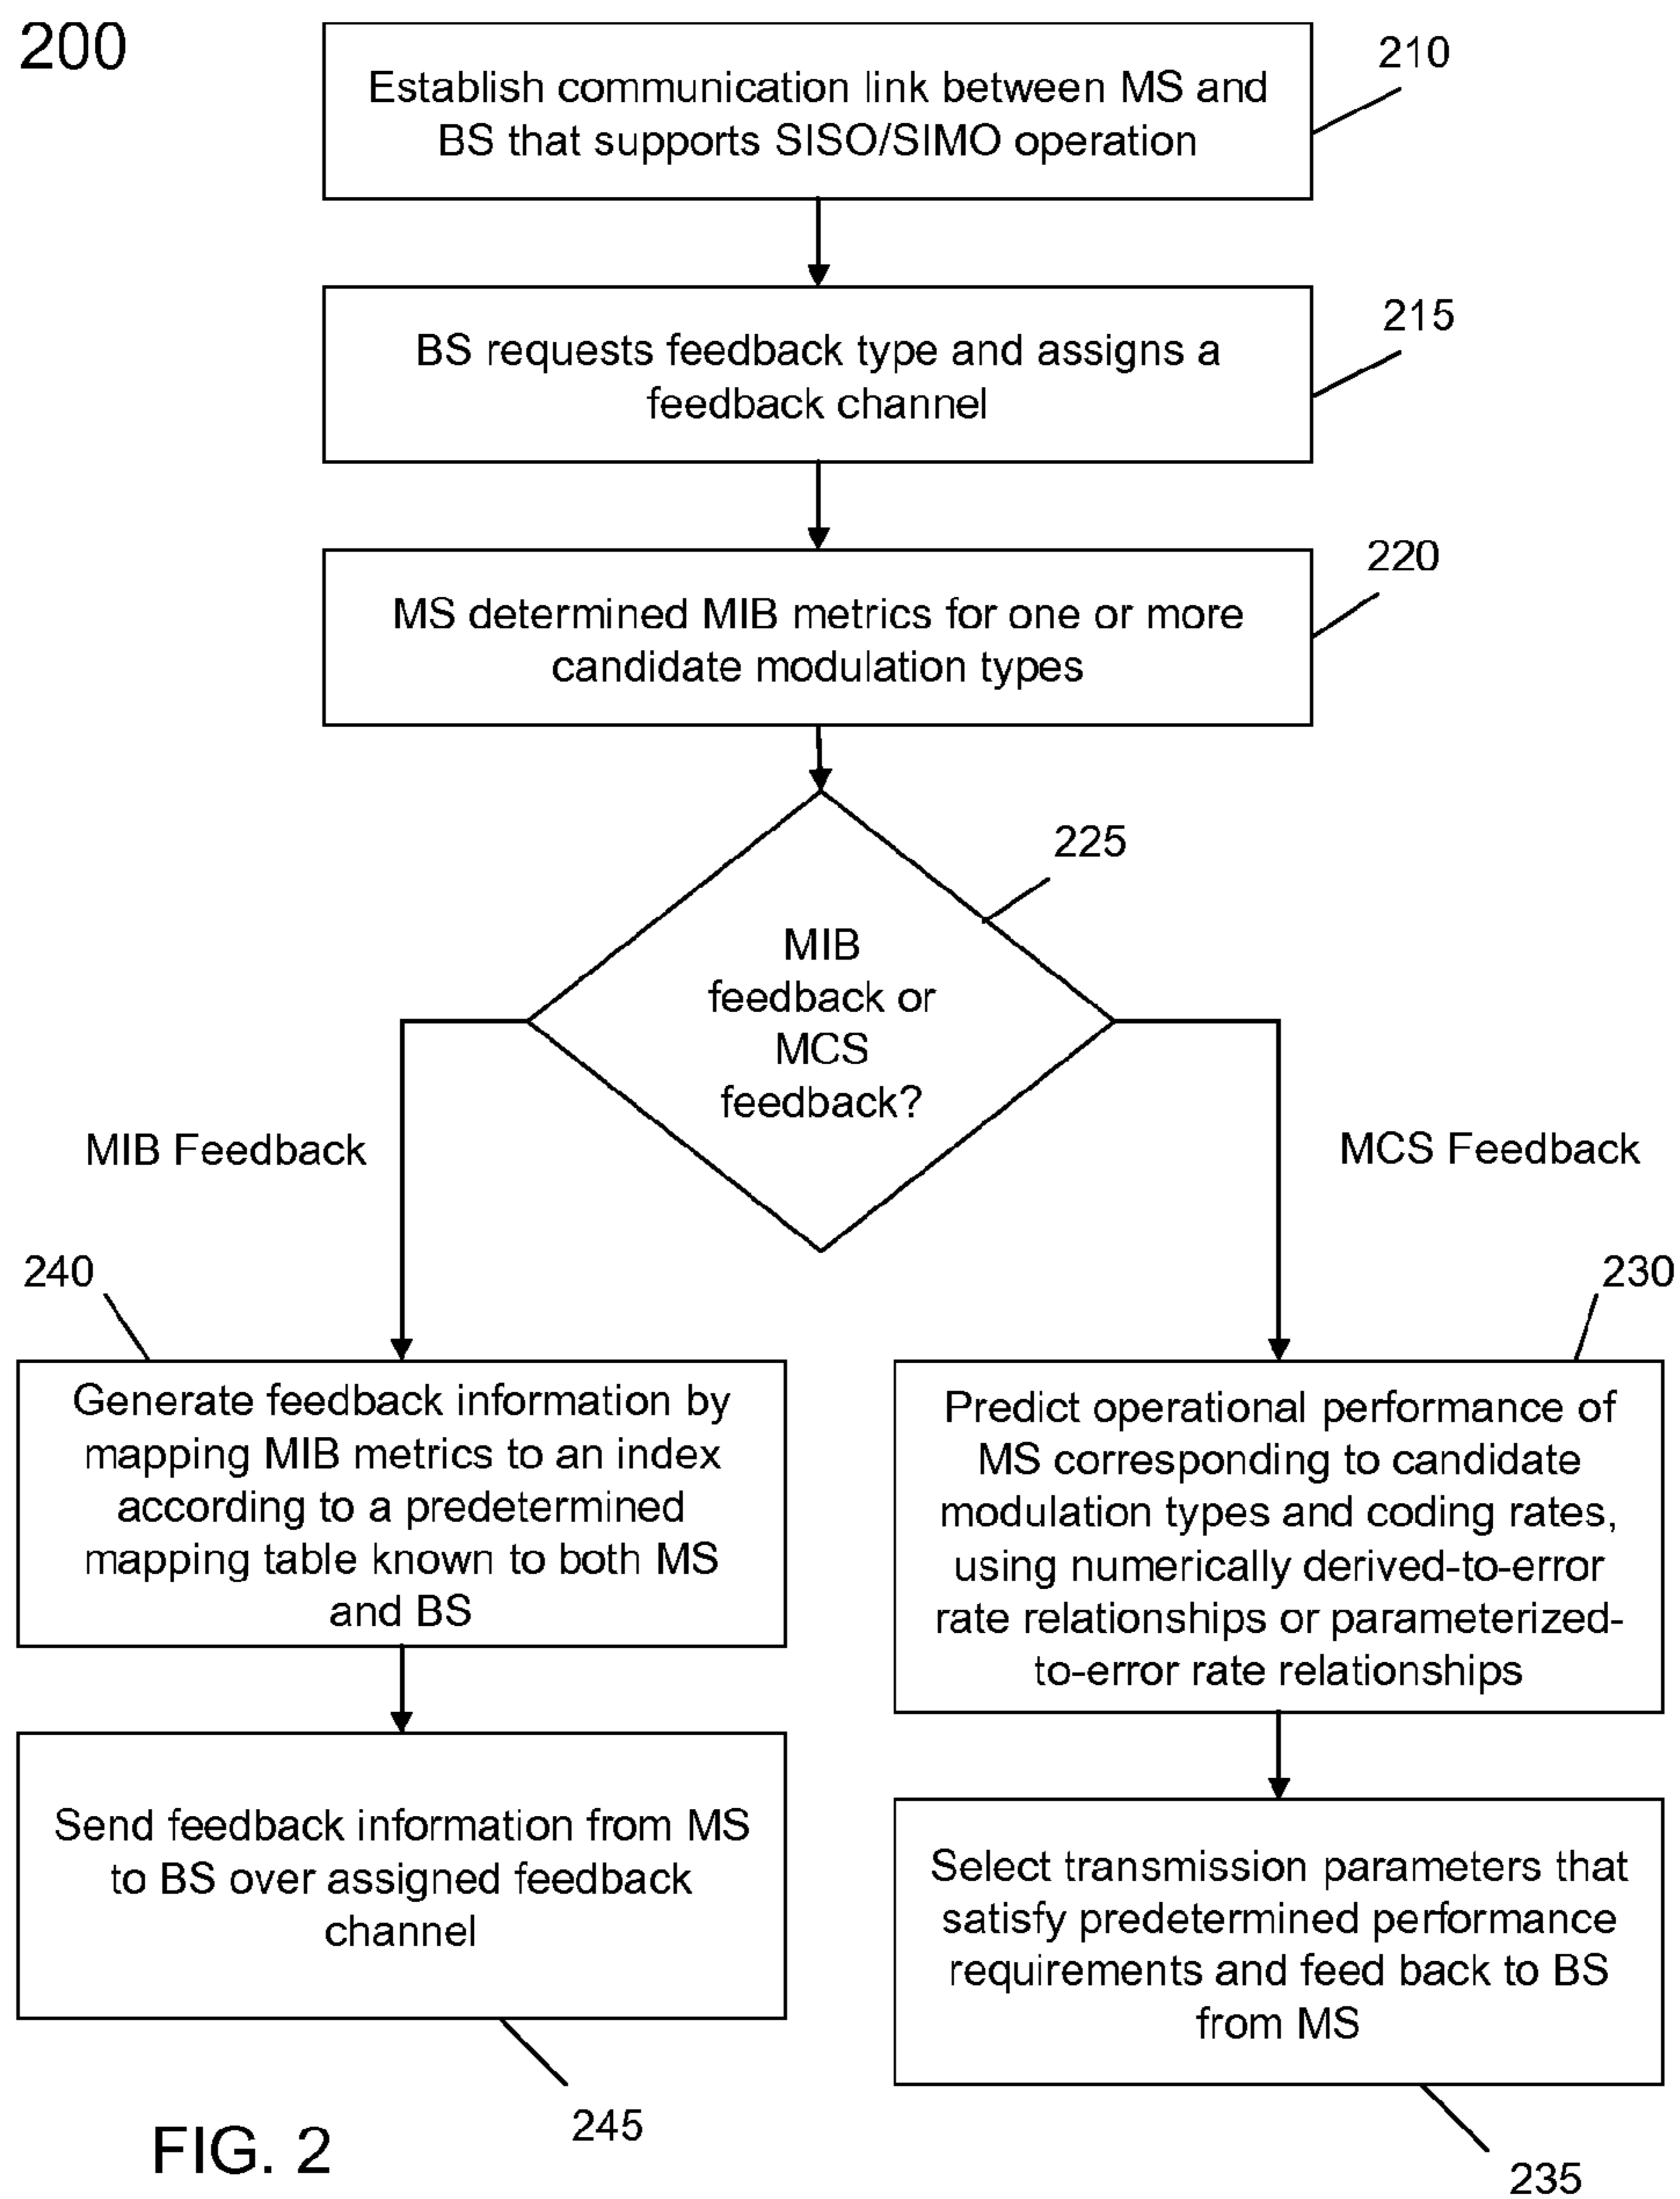 200
210
Establish communication link between MS and
BS that supports SISO/SIMO operation
215
BS requests feedback type and assigns a
feedback channel
220
MS determined MIB metrics for one or more
candidate modulation types
225
MIB
feedback or
MCS
feedback?
MIB Feedback
MCS Feedback
240
Generate feedback information by
mapping MIB metrics to an index
according to a predetermined
mapping table known to both MS
and BS
230
Predict operational performance of
MS corresponding to candidate
modulation types and coding rates,
using numerically derived-to-error
rate relationships or parameterized-
to-error rate relationships
Send feedback information from MS
to BS over assigned feedback
channel
245
Select transmission parameters that
satisfy predetermined performance
requirements and feed back to BS
from MS
235
FIG. 2